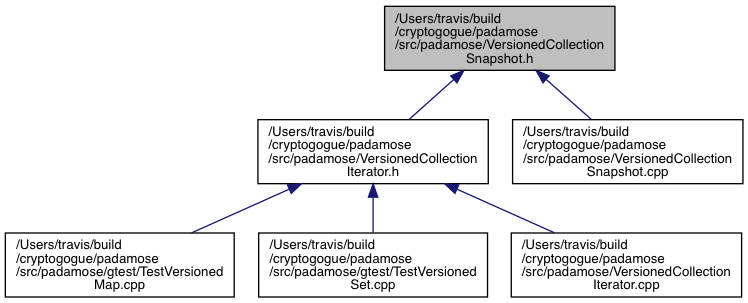 /Users/travis/build
/cryptogogue/padamose
/src/padamose/VersionedCollection
Snapshot.h
/Users/travis/build
/cryptogogue/padamose
/src/padamose/VersionedCollection
Iterator.h
/Users/travis/build
/cryptogogue/padamose
/src/padamose/VersionedCollection
Snapshot.cpp
/Users/travis/build
/cryptogogue/padamose
/src/padamose/gtest/TestVersioned
Map.cpp
/Users/travis/build
/cryptogogue/padamose
/src/padamose/gtest/TestVersioned
Set.cpp
/Users/travis/build
/cryptogogue/padamose
/src/padamose/VersionedCollection
Iterator.cpp